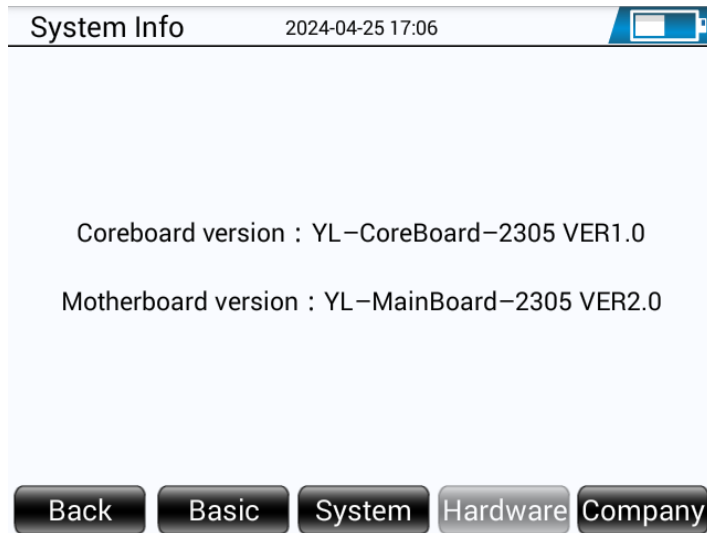 System Info 2024-04-25 17:06
Coreboard version : YL-CoreBoard-2305 VER1.0
Motherboard version : YL-MainBoard-2305 VER2.0
Back Basic System Hardware Company